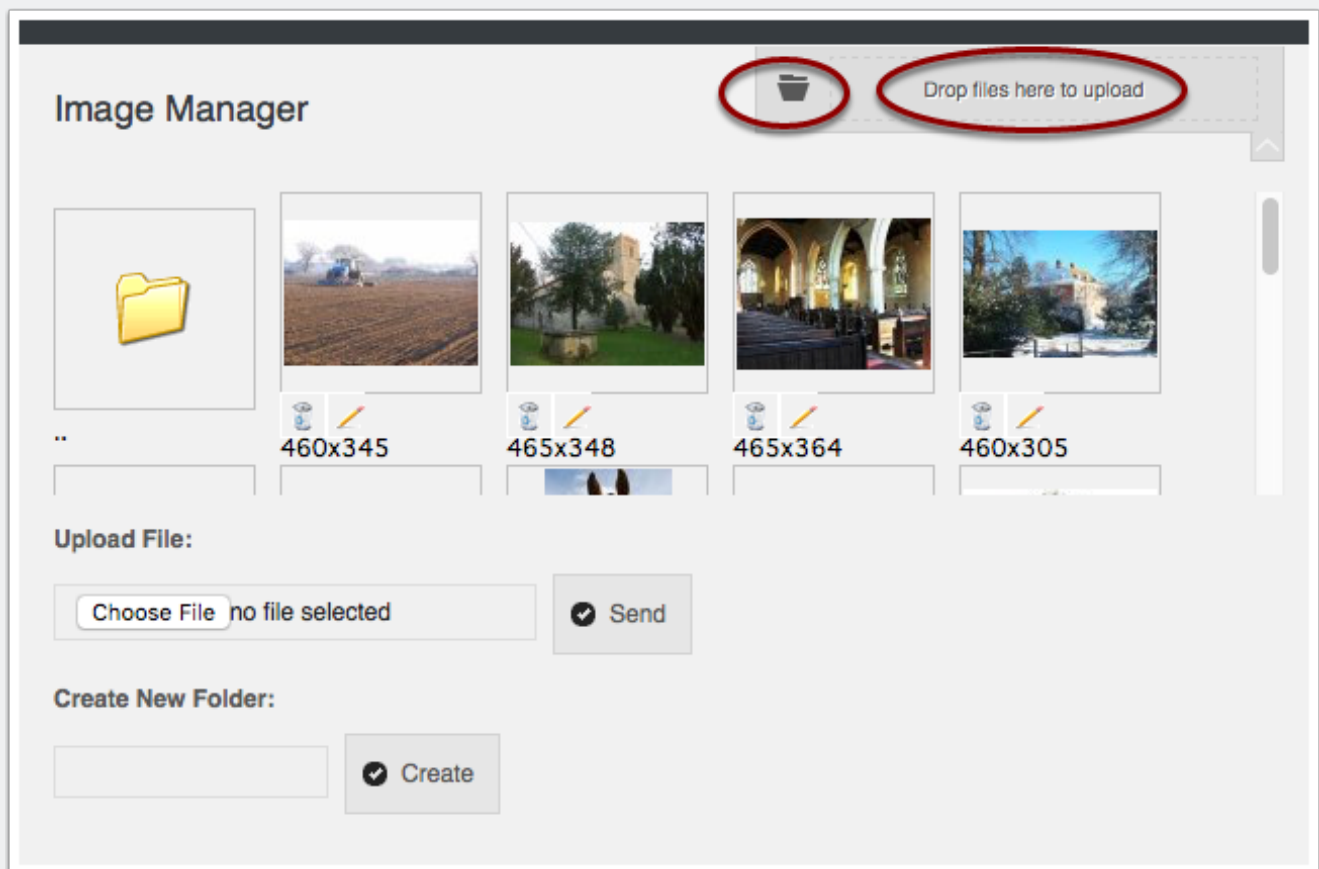 Drop files here to upload
Image Manager
..
460x345
465x348
465x364
460x305
Upload File:
Choose File no file selected
Send
Create New Folder:
Create